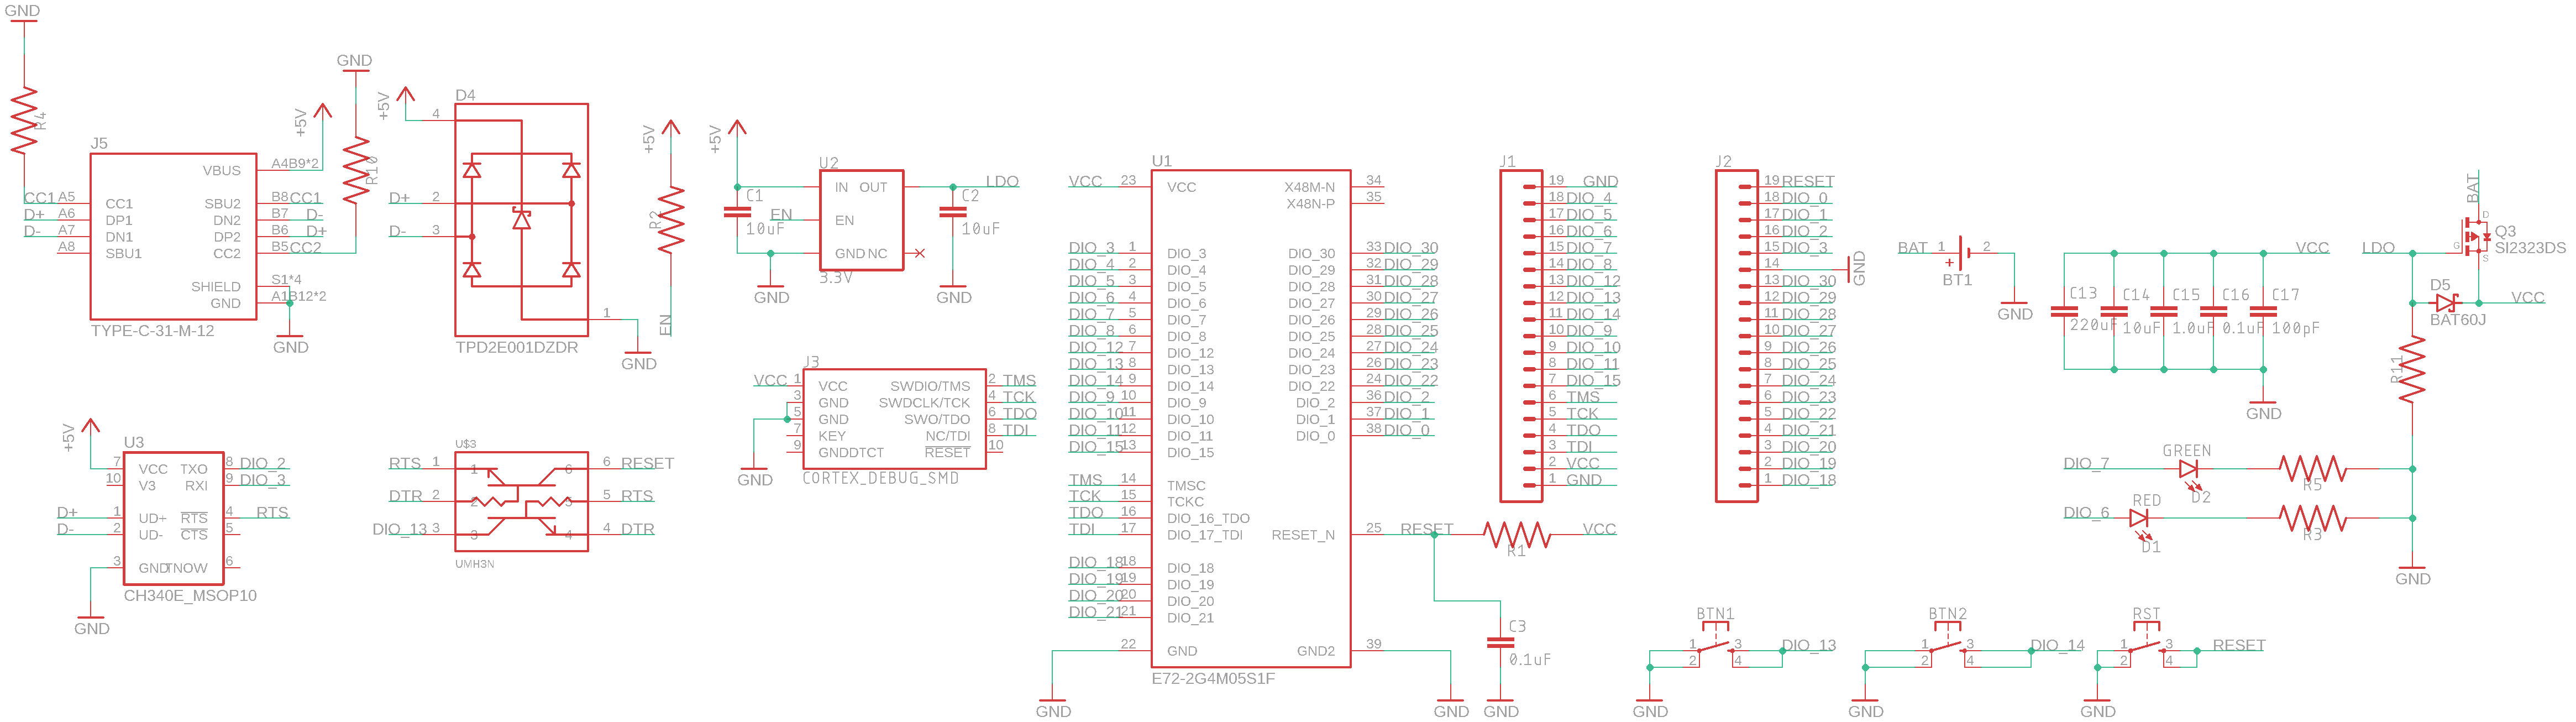 GND
R4
J5
CC1 A5 CC1
D+ A6 DP1
D- A7 DN1
A8 SBU1
VBUS A4B9*2
SBU2 B8 CC1
DN2 B7 D-
DP2 B6 D+
CC2 B5 CC2
SHIELD S1*4
GND A1B12*2
TYPE-C-31-M-12
GND
+5V
GND
R10
+5V
D4
4
D+ 2
D- 3
1
TPD2E001DZDR
GND
+5V
R2
EN
+5V
C1
10uF
EN
GND
U2
IN OUT
EN
GND NC
3.3V
LDO
C2
10uF
GND
J3
VCC 1 VCC SWDIO/TMS 2 TMS
3 GND SWDCLK/TCK 4 TCK
5 GND SWO/TDO 6 TDO
7 KEY NC/TDI 8 TDI
9 GNDDTCT RESET 10
CORTEX_DEBUG_SMD
GND
+5V
U3
7 VCC TXO 8 DIO_2
10 V3 RXI 9 DIO_3
D+ 1 UD+ RTS 4 RTS
D- 2 UD- CTS 5
3 GND TNOW 6
CH340E_MSOP10
GND
U$3
RTS 1 1 6 6 RESET
DTR 2 2 5 5 RTS
DIO_13 3 3 4 4 DTR
UMH3N
U1
VCC 23 VCC X48M-N 34
X48M-P 35
DIO_3 1 DIO_3 DIO_30 33 DIO_30
DIO_4 2 DIO_4 DIO_29 32 DIO_29
DIO_5 3 DIO_5 DIO_28 31 DIO_28
DIO_6 4 DIO_6 DIO_27 30 DIO_27
DIO_7 5 DIO_7 DIO_26 29 DIO_26
DIO_8 6 DIO_8 DIO_25 28 DIO_25
DIO_12 7 DIO_12 DIO_24 27 DIO_24
DIO_13 8 DIO_13 DIO_23 26 DIO_23
DIO_14 9 DIO_14 DIO_22 24 DIO_22
DIO_9 10 DIO_9 DIO_2 36 DIO_2
DIO_10 11 DIO_10 DIO_1 37 DIO_1
DIO_11 12 DIO_11 DIO_0 38 DIO_0
DIO_15 13 DIO_15
TMS 14 TMSC
TCK 15 TCKC
TDO 16 DIO_16_TDO
TDI 17 DIO_17_TDI RESET_N 25 RESET
DIO_18 18 DIO_18
DIO_19 19 DIO_19
DIO_20 20 DIO_20
DIO_21 21 DIO_21
22 GND GND2 39
E72-2G4M05S1F
GND
GND
R1
VCC
C3
0.1uF
GND
J1
19 GND
18 DIO_4
17 DIO_5
16 DIO_6
15 DIO_7
14 DIO_8
13 DIO_12
12 DIO_13
11 DIO_14
10 DIO_9
9 DIO_10
8 DIO_11
7 DIO_15
6 TMS
5 TCK
4 TDO
3 TDI
2 VCC
1 GND
J2
19 RESET
18 DIO_0
17 DIO_1
16 DIO_2
15 DIO_3
14 GND
13 DIO_30
12 DIO_29
11 DIO_28
10 DIO_27
9 DIO_26
8 DIO_25
7 DIO_24
6 DIO_23
5 DIO_22
4 DIO_21
3 DIO_20
2 DIO_19
1 DIO_18
BAT 1 + 2
BT1
GND
VCC
C13 C14 C15 C16 C17
220uF 10uF 1.0uF 0.1uF 100pF
GND
BAT
D
G
S
Q3
SI2323DS
LDO
D5
BAT60J
VCC
R11
GREEN
DIO_7
D2
R5
RED
DIO_6
D1
R3
GND
BTN1
1 3 DIO_13
2 4
GND
BTN2
1 3 DIO_14
2 4
GND
RST
1 3 RESET
2 4
GND